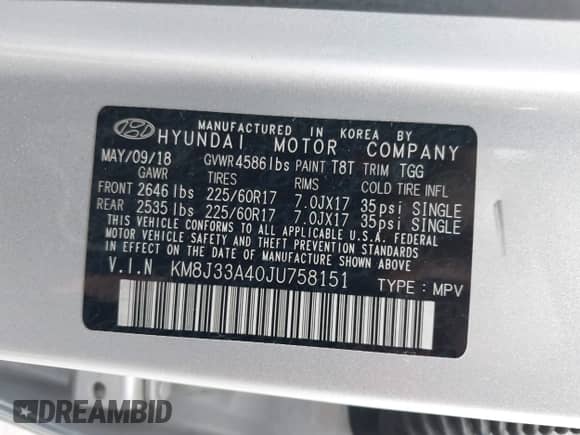 MANUFACTURED IN KOREA BY
HYUNDAI MOTOR COMPANY
MAY/09/18 GVWR4586lbs PAINT T8T TRIM TGG
GAWR TIRES RIMS COLD TIRE INFL
FRONT 2646lbs 225/60R17 7.0JX17 35psi SINGLE
REAR 2535lbs 225/60R17 7.0JX17 35psi SINGLE
THIS VEHICLE CONFORMS TO ALL APPLICABLE U.S.A. FEDERAL
MOTOR VEHICLE SAFETY, BUMPER, AND THEFT PREVENTION STANDARDS
IN EFFECT ON THE DATE OF MANUFACTURE SHOWN ABOVE.
V.I.N KM8J33A40JU758151 TYPE : MPV
DREAMBID